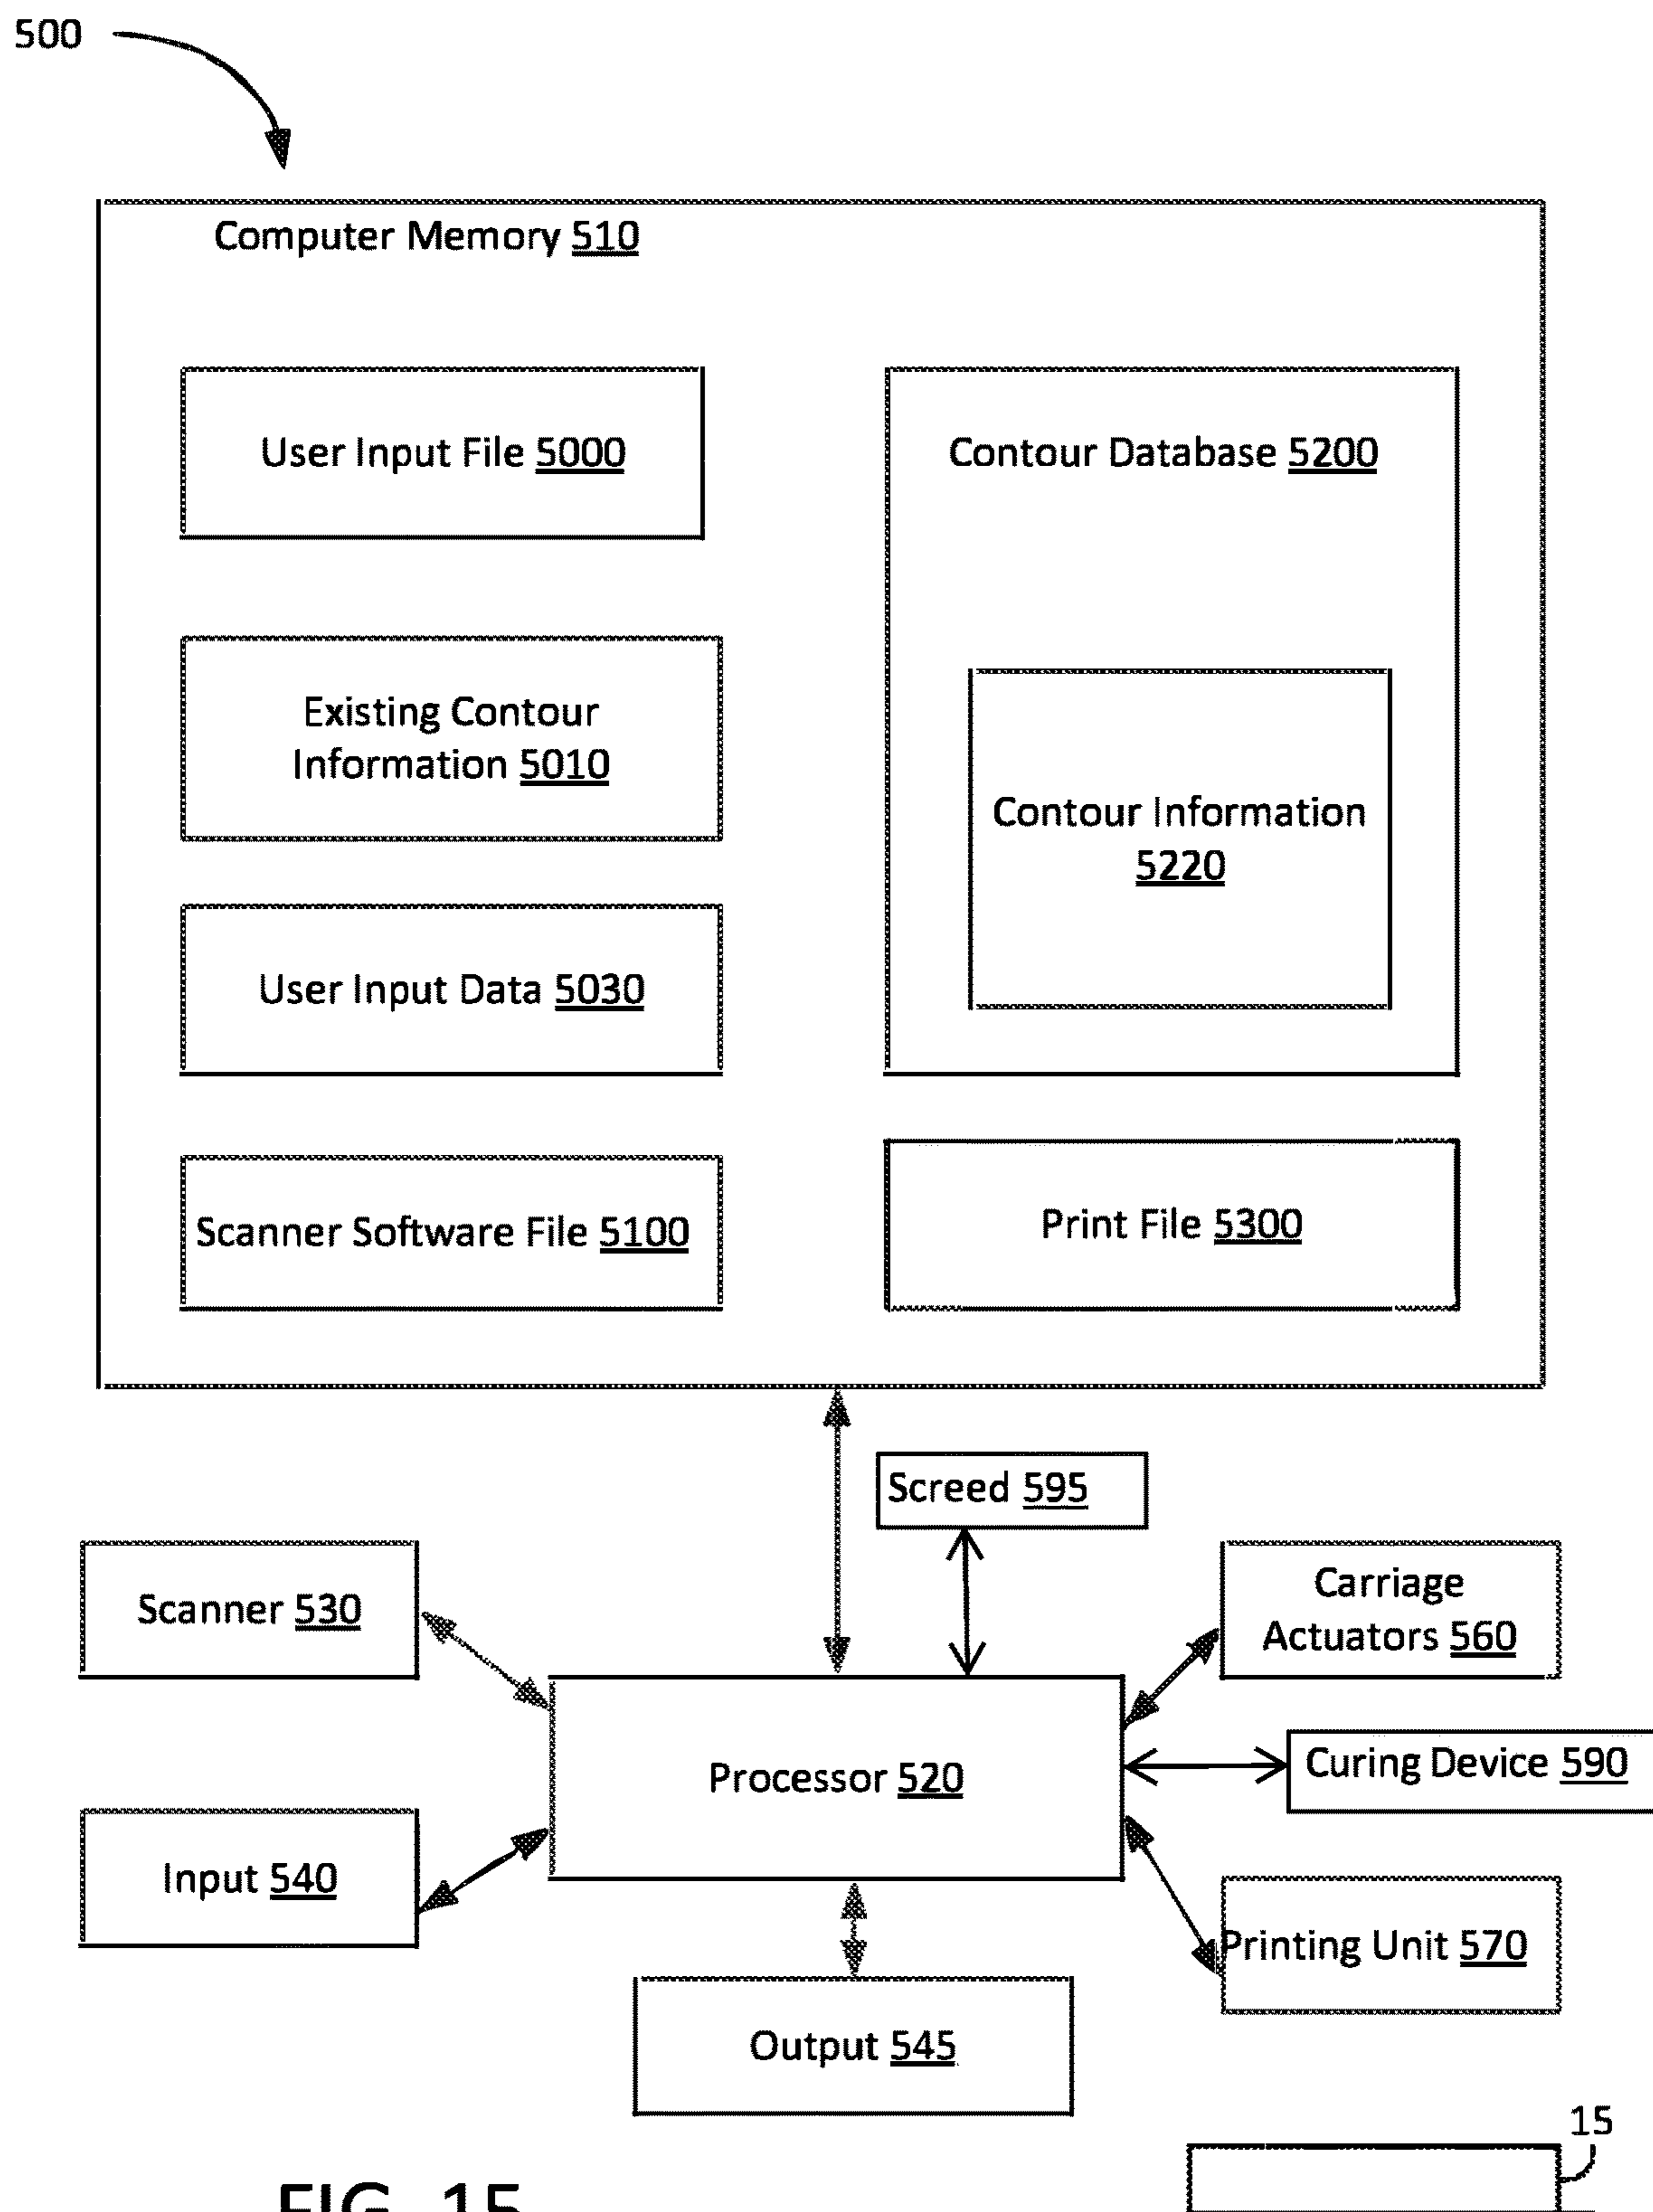 500
Computer Memory 510
User Input File 5000
Contour Database 5200
Existing Contour
Information 5010
Contour Information
5220
User Input Data 5030
Scanner Software File 5100
Print File 5300
Screed 595
Scanner 530
Carriage
Actuators 560
Processor 520
Curing Device 590
Input 540
Printing Unit 570
Output 545
15
FIG. 15